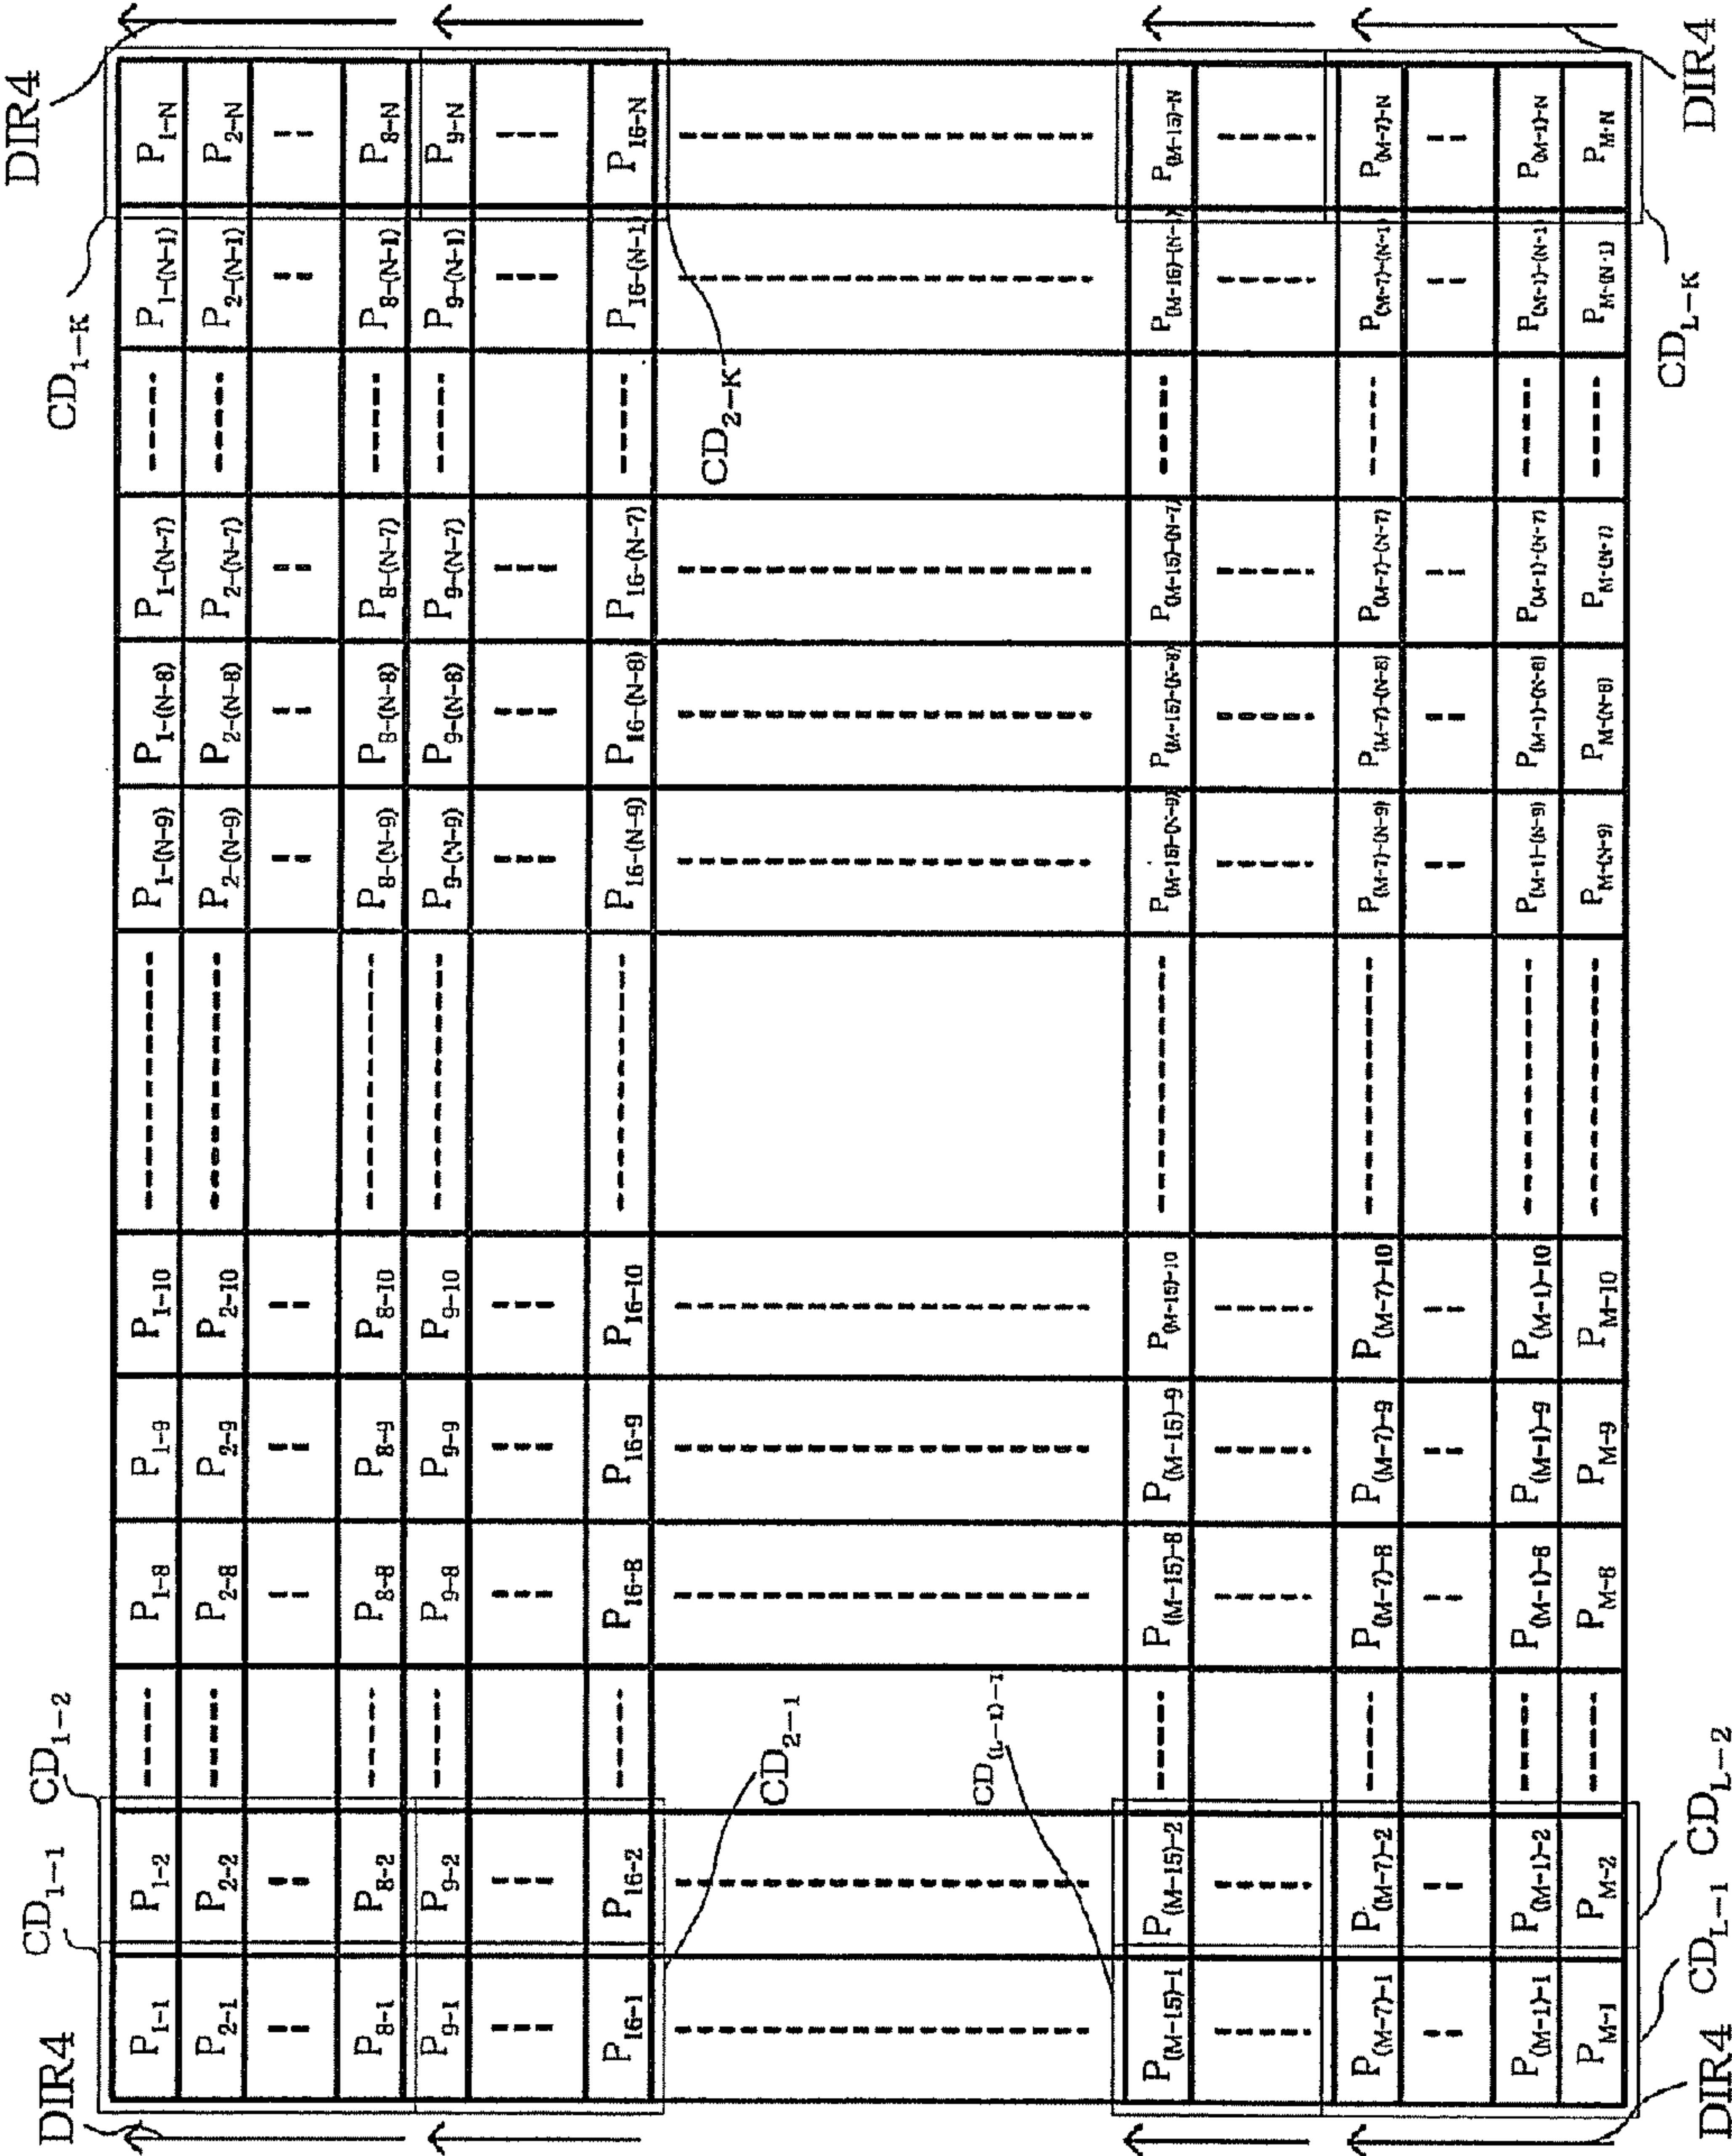 DIR4 CD1-1 CD1-2 CD1-K DIR4
P1-1 P1-2 ----- P1-8 P1-9 P1-10 ------------- P1-(N-9) P1-(N-8) P1-(N-7) ----- P1-(N-1) P1-N
P2-1 P2-2 ----- P2-8 P2-9 P2-10 ------------- P2-(N-9) P2-(N-8) P2-(N-7) ----- P2-(N-1) P2-N
P8-1 P8-2 ----- P8-8 P8-9 P8-10 ------------- P8-(N-9) P8-(N-8) P8-(N-7) ----- P8-(N-1) P8-N
P9-1 P9-2 ----- P9-8 P9-9 P9-10 ------------- P9-(N-9) P9-(N-8) P9-(N-7) ----- P9-(N-1) P9-N
P16-1 P16-2 ----- P16-8 P16-9 P16-10 ------------- P16-(N-9) P16-(N-8) P16-(N-7) ----- P16-(N-1) P16-N
CD2-1 CD2-K
CD(L-1)-1
P(M-15)-1 P(M-15)-2 ----- P(M-15)-8 P(M-15)-9 P(M-15)-10 ------------- P(M-15)-(N-9) P(M-15)-(N-8) P(M-15)-(N-7) ----- P(M-15)-(N-1) P(M-15)-N
P(M-7)-1 P(M-7)-2 ----- P(M-7)-8 P(M-7)-9 P(M-7)-10 ------------- P(M-7)-(N-9) P(M-7)-(N-8) P(M-7)-(N-7) ----- P(M-7)-(N-1) P(M-7)-N
P(M-1)-1 P(M-1)-2 ----- P(M-1)-8 P(M-1)-9 P(M-1)-10 ------------- P(M-1)-(N-9) P(M-1)-(N-8) P(M-1)-(N-7) ----- P(M-1)-(N-1) P(M-1)-N
PM-1 PM-2 ----- PM-8 PM-9 PM-10 ------------- PM-(N-9) PM-(N-8) PM-(N-7) ----- PM-(N-1) PM-N
DIR4 CDL-1 CDL-2 CDL-K DIR4